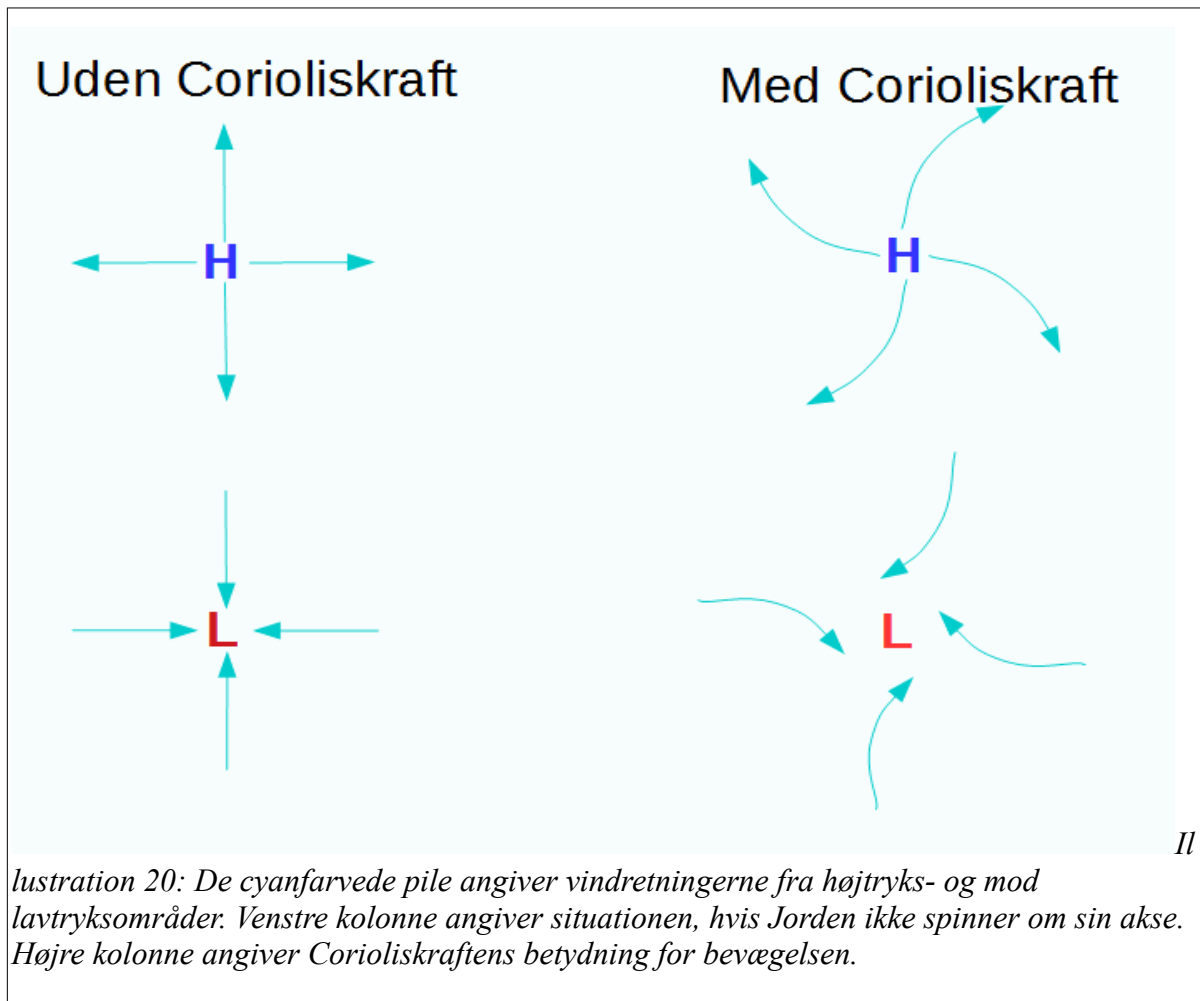 Uden Corioliskraft
Med Corioliskraft
H
H
L
L
Il
lustration 20: De cyanfarvede pile angiver vindretningerne fra højtryks- og mod
lavtryksområder. Venstre kolonne angiver situationen, hvis Jorden ikke spinner om sin akse.
Højre kolonne angiver Corioliskraftens betydning for bevægelsen.